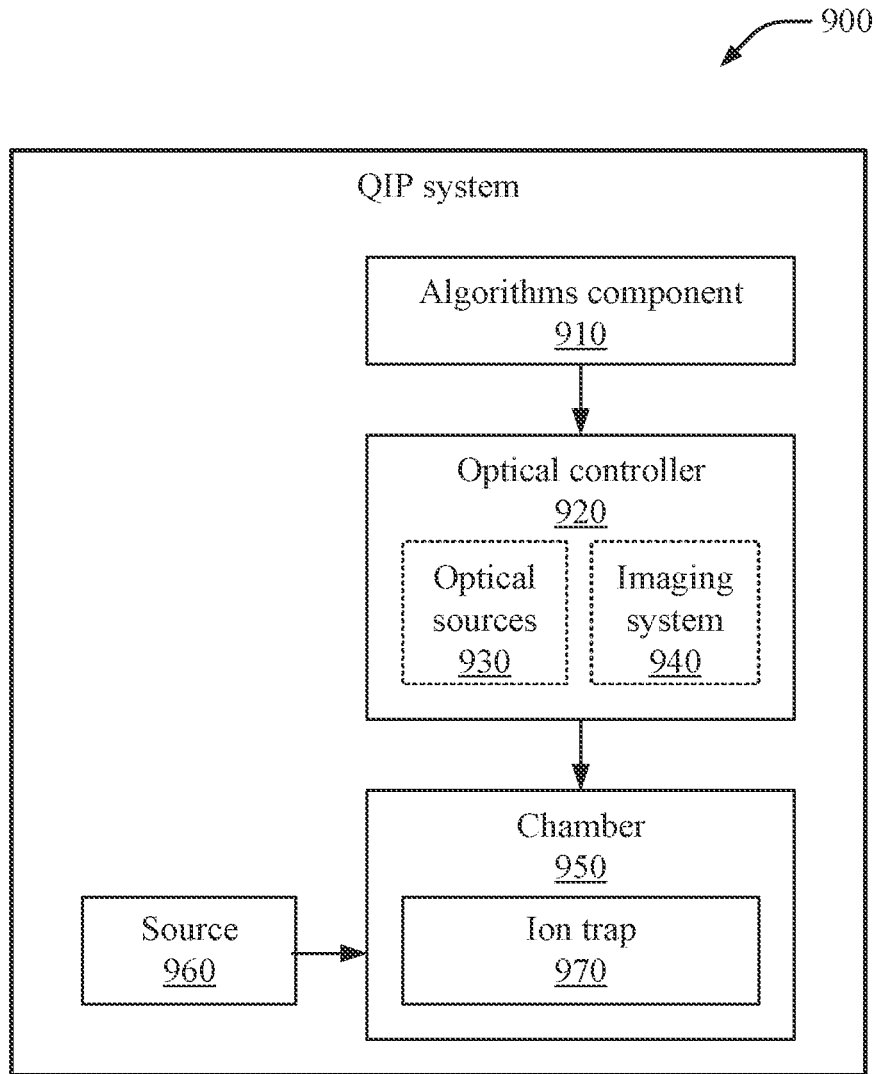 900
QIP system
Algorithms component
910
Optical controller
920
Optical
sources
930
Imaging
system
940
Chamber
950
Source
960
Ion trap
970